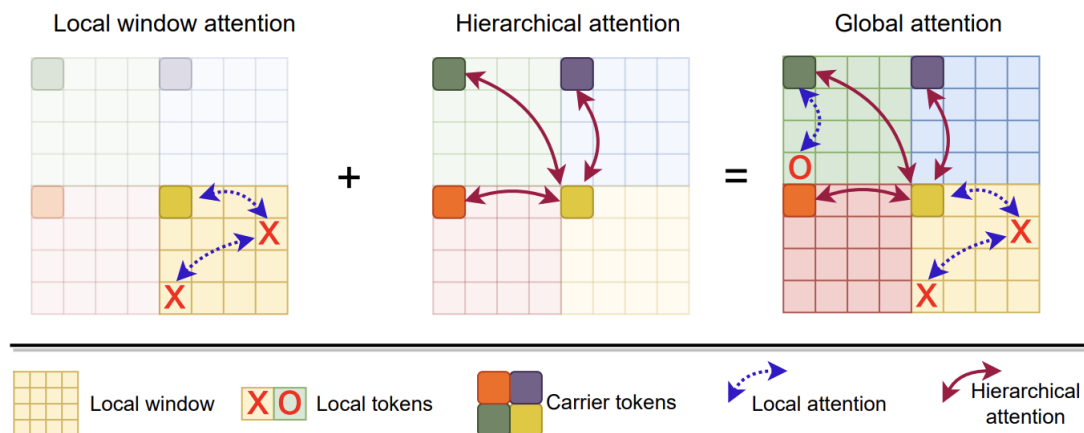 Local window attention
Hierarchical attention
Global attention
+
=
O
X
X
X
X
Local window
X O
Local tokens
Carrier tokens
Local attention
Hierarchical
attention